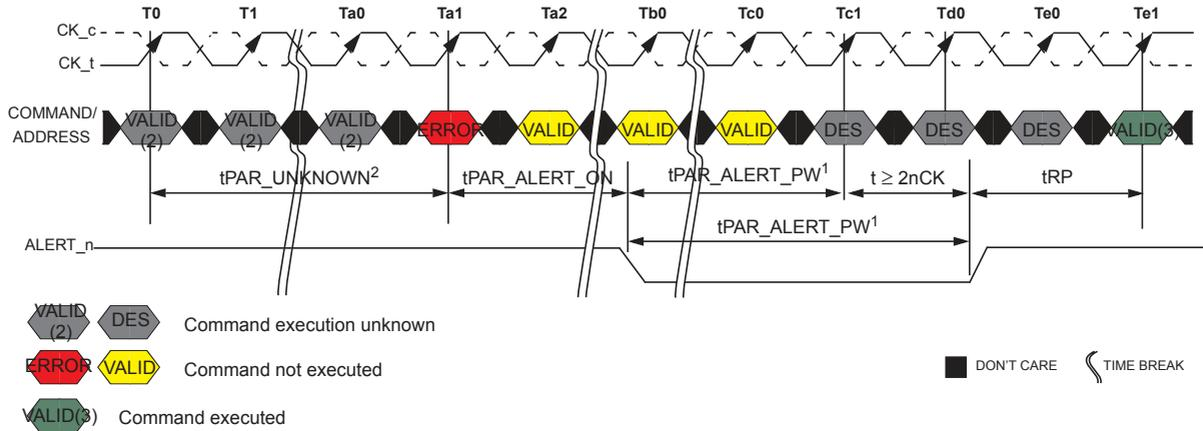 T0 T1 Ta0 Ta1 Ta2 Tb0 Tc0 Tc1 Td0 Te0 Te1
CK_c
CK_t
COMMAND/
ADDRESS
VALID (2) VALID (2) VALID (2) ERROR VALID VALID VALID DES DES DES VALID(3)
tPAR_UNKNOWN² tPAR_ALERT_ON tPAR_ALERT_PW¹ t ≥ 2nCK tRP
tPAR_ALERT_PW¹
ALERT_n
VALID (2) DES Command execution unknown
ERROR VALID Command not executed
DON'T CARE TIME BREAK
VALID(3) Command executed